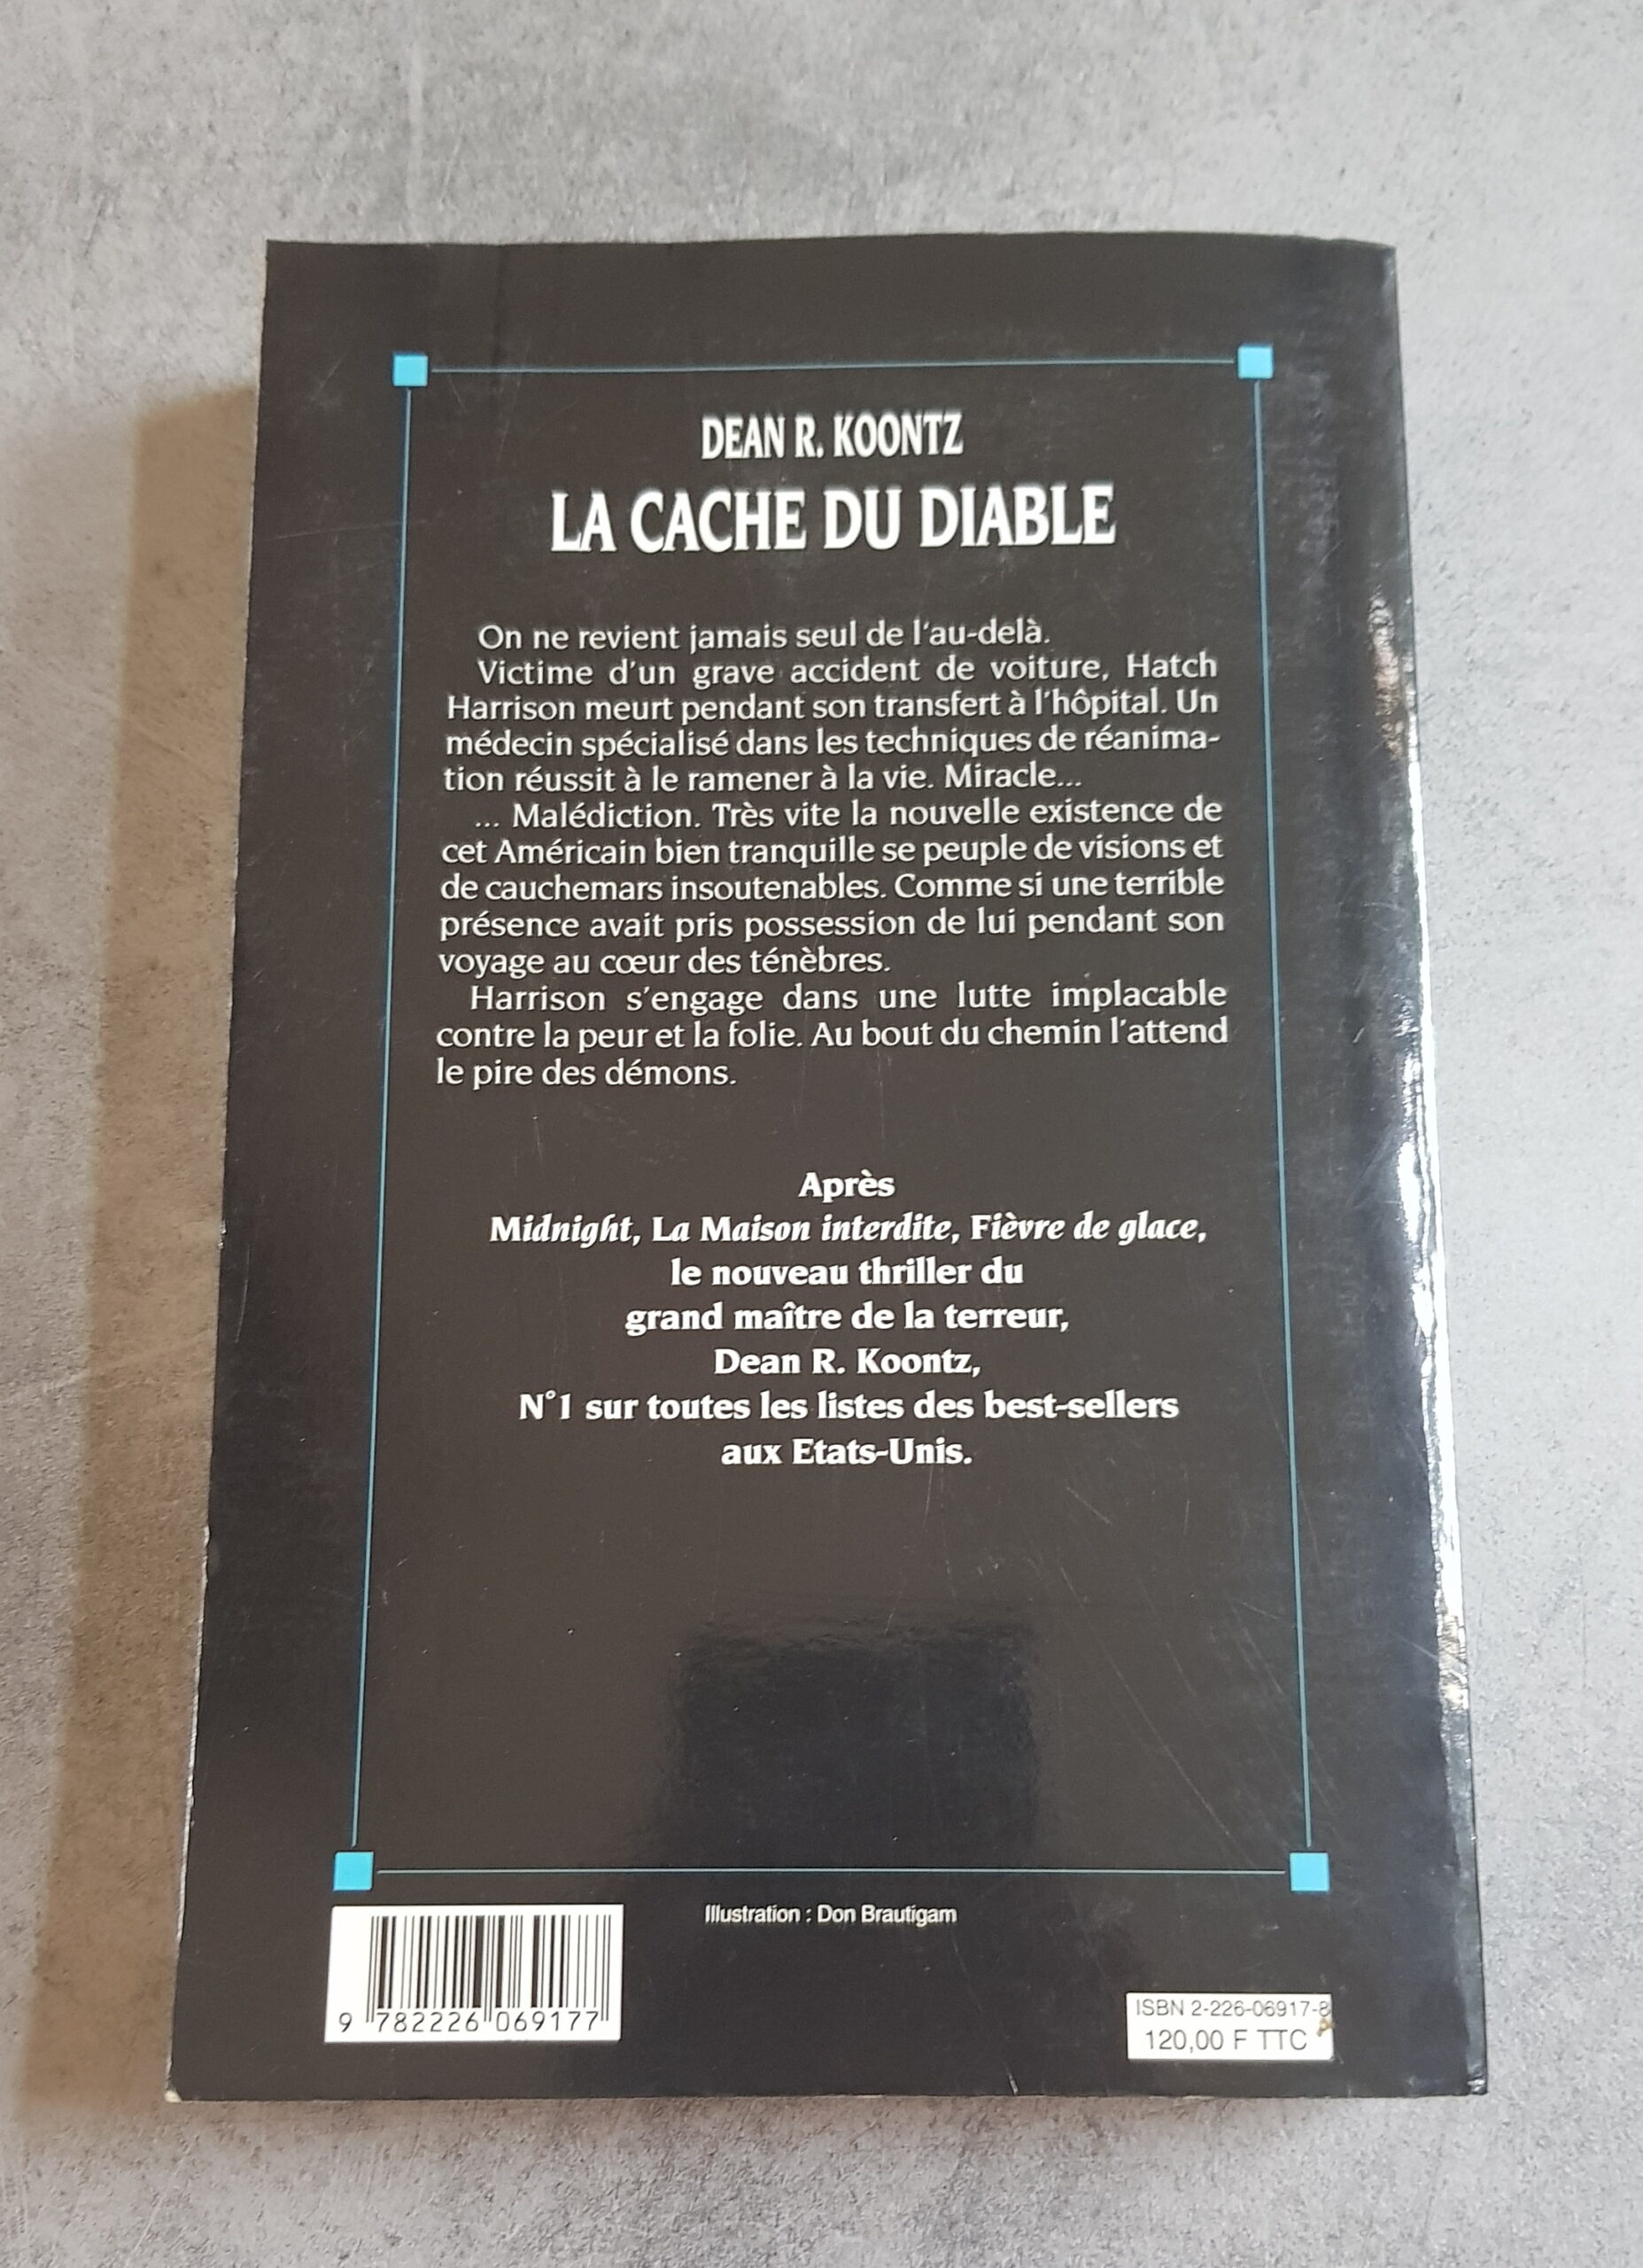 DEAN R. KOONTZ
LA CACHE DU DIABLE
On ne revient jamais seul de l'au-delà.
Victime d'un grave accident de voiture, Hatch
Harrison meurt pendant son transfert à l'hôpital. Un
médecin spécialisé dans les techniques de réanima-
tion réussit à le ramener à la vie. Miracle...
... Malédiction. Très vite la nouvelle existence de
cet Américain bien tranquille se peuple de visions et
de cauchemars insoutenables. Comme si une terrible
présence avait pris possession de lui pendant son
voyage au cœur des ténèbres.
Harrison s'engage dans une lutte implacable
contre la peur et la folie. Au bout du chemin l'attend
le pire des démons.
Après
Midnight, La Maison interdite, Fièvre de glace,
le nouveau thriller du
grand maître de la terreur,
Dean R. Koontz,
N°1 sur toutes les listes des best-sellers
aux Etats-Unis.
Illustration : Don Brautigam
9 782226 069177
ISBN 2-226-06917-8
120,00 F TTC